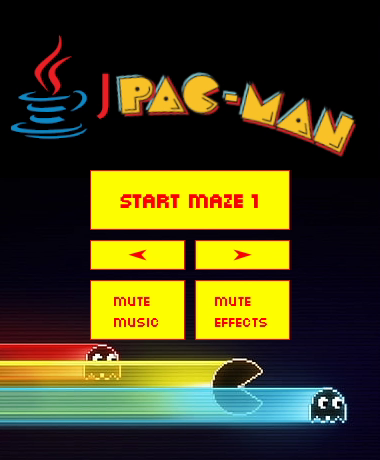 JPAC-MAN
START MAZE 1
MUTE
MUSIC
MUTE
EFFECTS